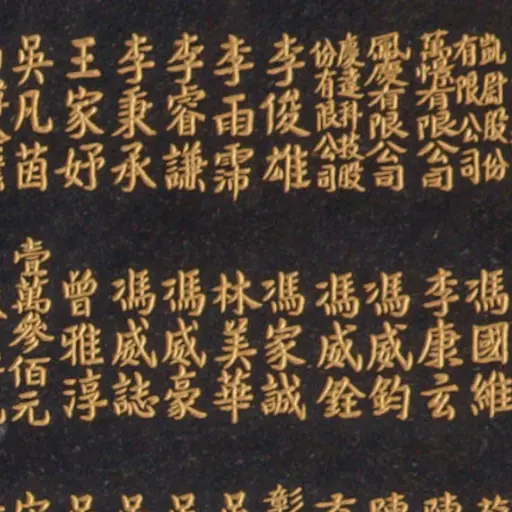 凱尉股份有限公司
萬憬有限公司
鳳慶有限公司
慶達科技股份有限公司
李俊雄
李雨霈
李睿謙
李秉承
王家妤
吳凡茵
馮國維
李康玄
馮威鈞
馮威銓
馮家誠
林美華
馮威豪
馮威誌
曾雅淳
壹萬參佰元